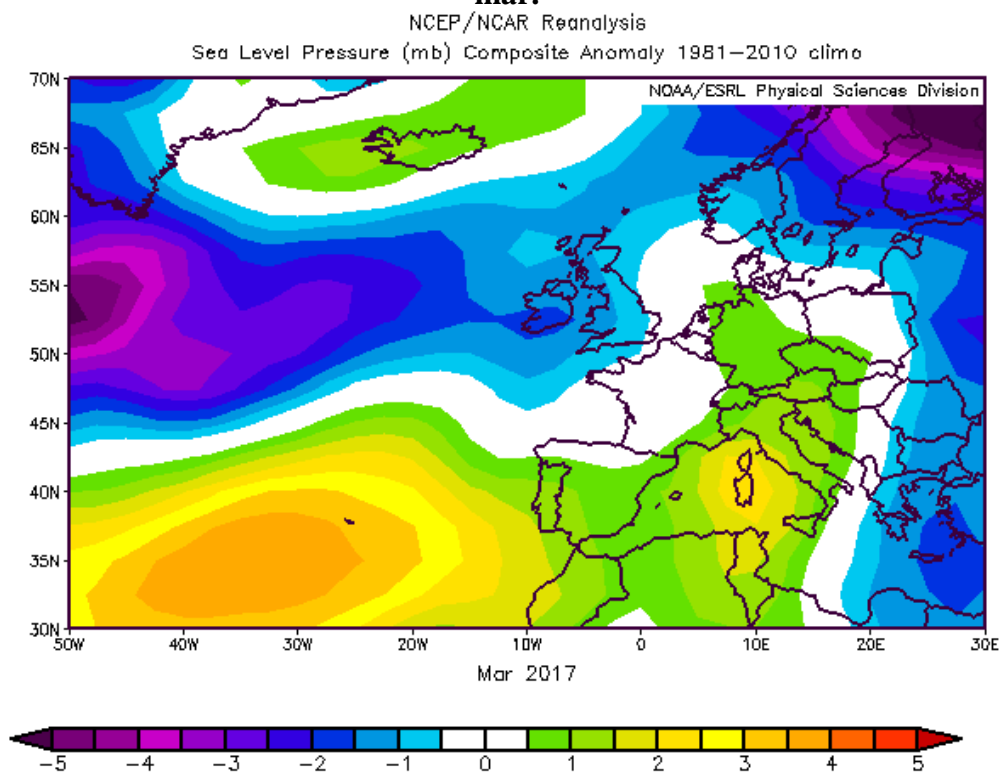 mar.
NCEP/NCAR Reanalysis
Sea Level Pressure (mb) Composite Anomaly 1981-2010 climo
NOAA/ESRL Physical Sciences Division
70N
65N
60N
55N
50N
45N
40N
35N
30N
50W 40W 30W 20W 10W 0 10E 20E 30E
Mar 2017
-5 -4 -3 -2 -1 0 1 2 3 4 5